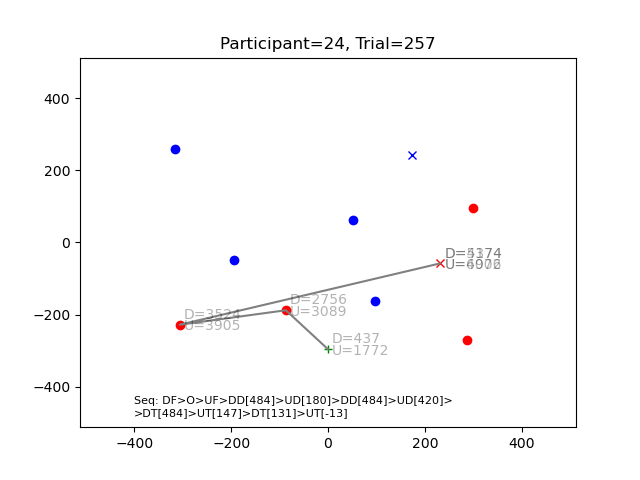 Participant=24, Trial=257
400
200
0
−200
−400
D=5174
U=6976
D=2756
U=3089
D=3524
U=3905
D=437
U=1772
Seq: DF>O>UF>DD[484]>UD[180]>DD[484]>UD[420]>
>DT[484]>UT[147]>DT[131]>UT[-13]
−400 −200 0 200 400